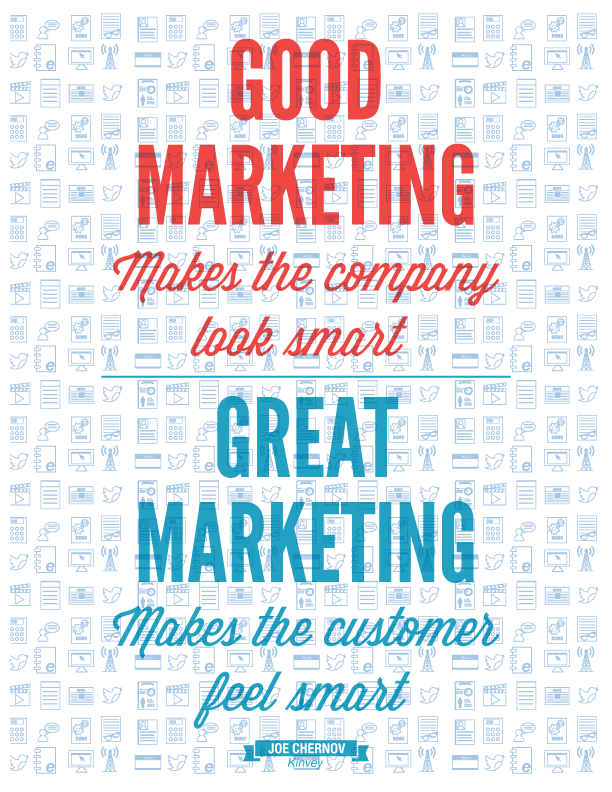 GOOD
MARKETING
Makes the company
look smart
GREAT
MARKETING
Makes the customer
feel smart
JOE CHERNOV
Kinvey